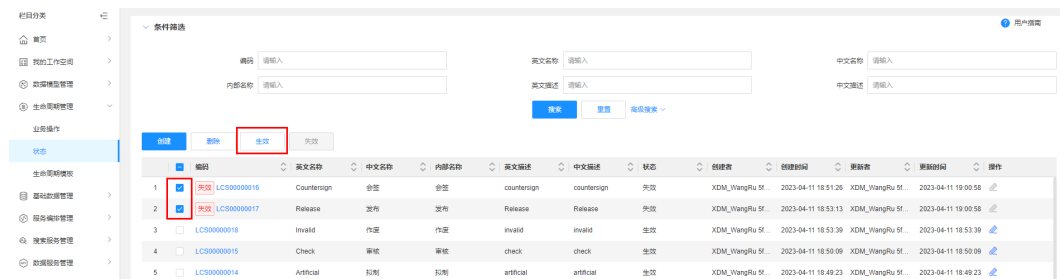 栏目分类
首页
我的工作空间
数据模型管理
生命周期管理
业务操作
状态
生命周期模板
基础数据管理
服务编排管理
搜索服务管理
数据服务管理
条件筛选
用户指南
编码 请输入 英文名称 请输入 中文名称 请输入
内部名称 请输入 英文描述 请输入 中文描述 请输入
搜索 重置 高级搜索
创建 删除 生效 失效
编码 英文名称 中文名称 内部名称 英文描述 中文描述 状态 创建者 创建时间 更新者 更新时间 操作
1 失效 LCS00000016 Countersign 会签 会签 countersign countersign 失效 XDM_WangRu 5f... 2023-04-11 18:51:26 XDM_WangRu 5f... 2023-04-11 19:00:58
2 失效 LCS00000017 Release 发布 发布 Release Release 失效 XDM_WangRu 5f... 2023-04-11 18:53:13 XDM_WangRu 5f... 2023-04-11 19:00:58
3 LCS00000018 Invalid 作废 作废 invalid invalid 生效 XDM_WangRu 5f... 2023-04-11 18:53:39 XDM_WangRu 5f... 2023-04-11 18:53:39
4 LCS00000015 Check 审核 审核 check check 生效 XDM_WangRu 5f... 2023-04-11 18:50:09 XDM_WangRu 5f... 2023-04-11 18:50:09
5 LCS00000014 Artificial 拟制 拟制 artificial artificial 生效 XDM_WangRu 5f... 2023-04-11 18:49:23 XDM_WangRu 5f... 2023-04-11 18:49:23